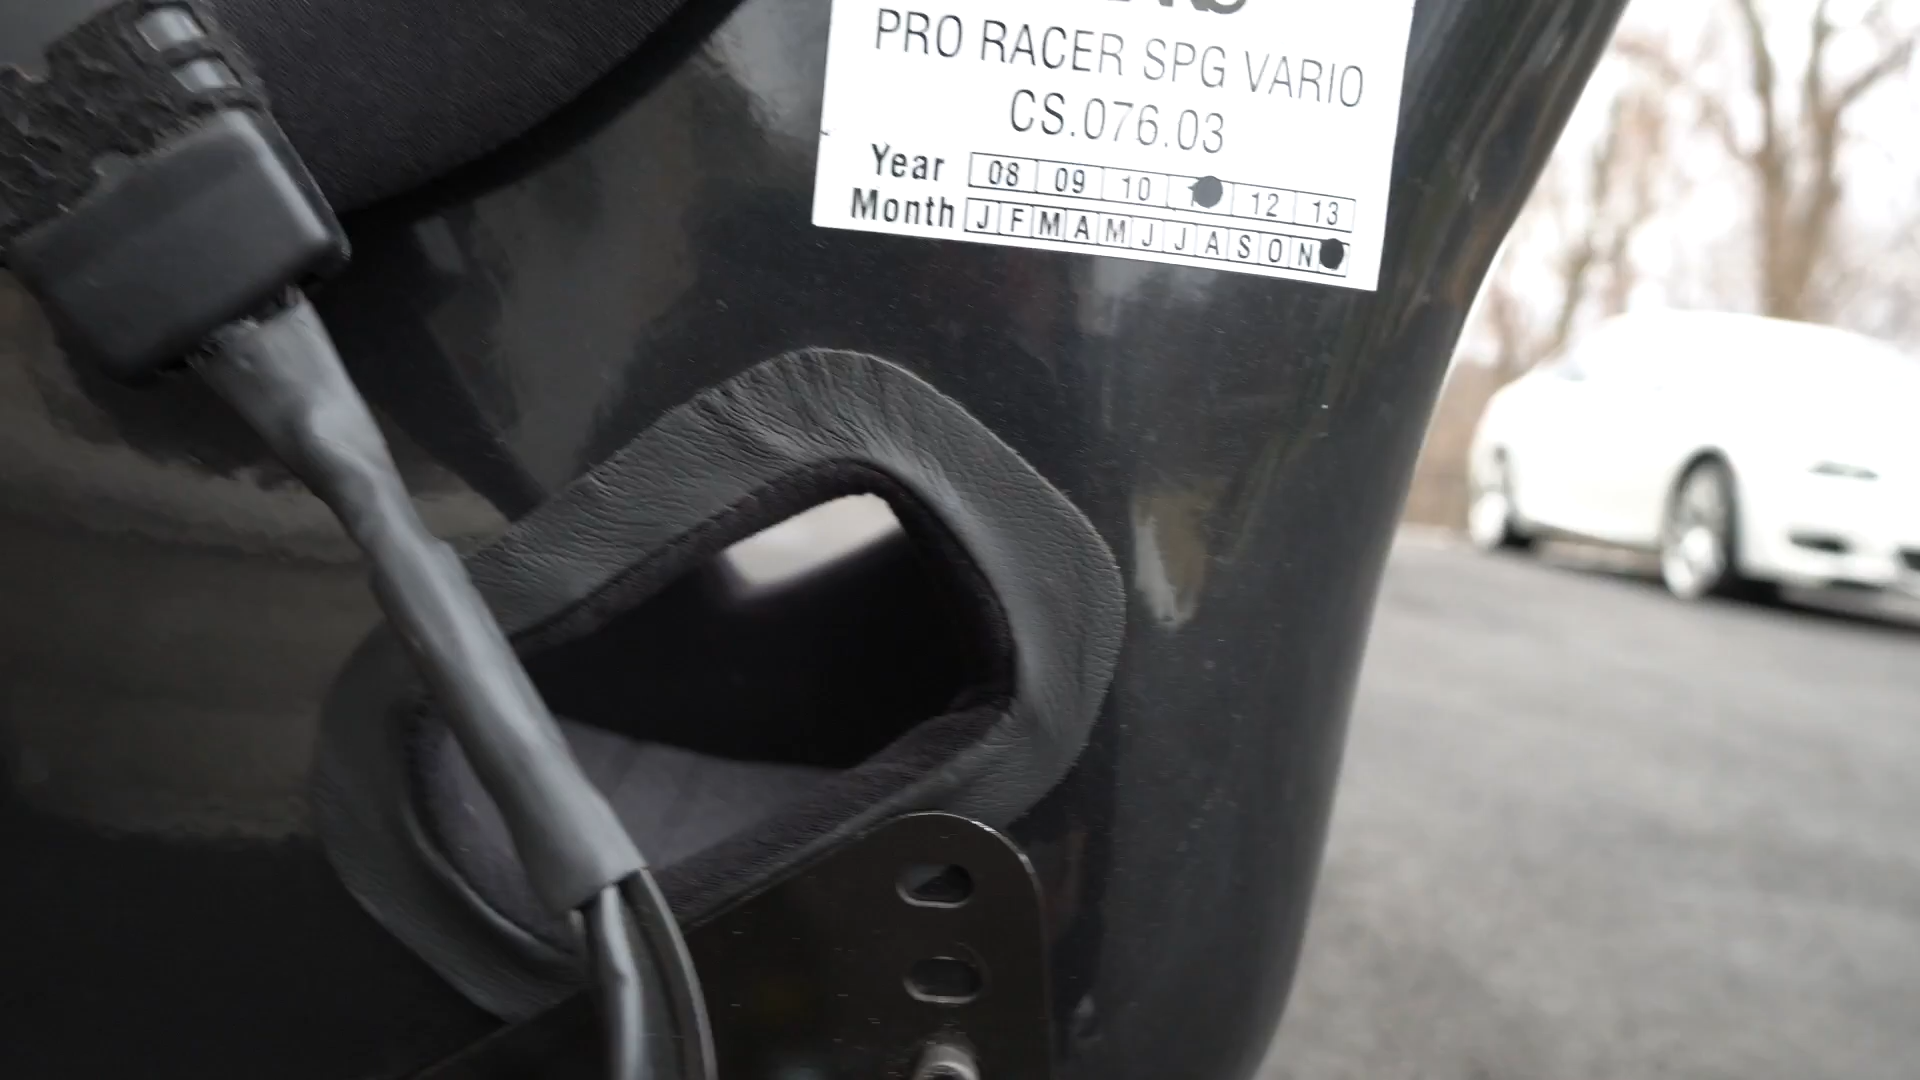 PRO RACER SPG VARIO
CS.076.03
Year 08 09 10 12 13
Month J F M A M J J A S O N